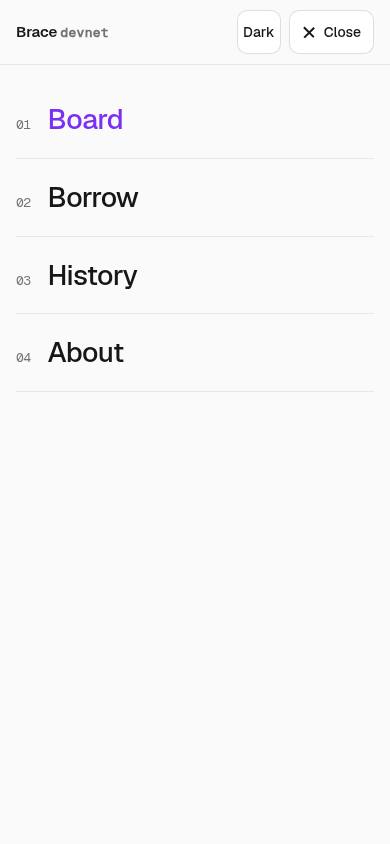 Brace devnet
Dark
Close
01 Board
02 Borrow
03 History
04 About